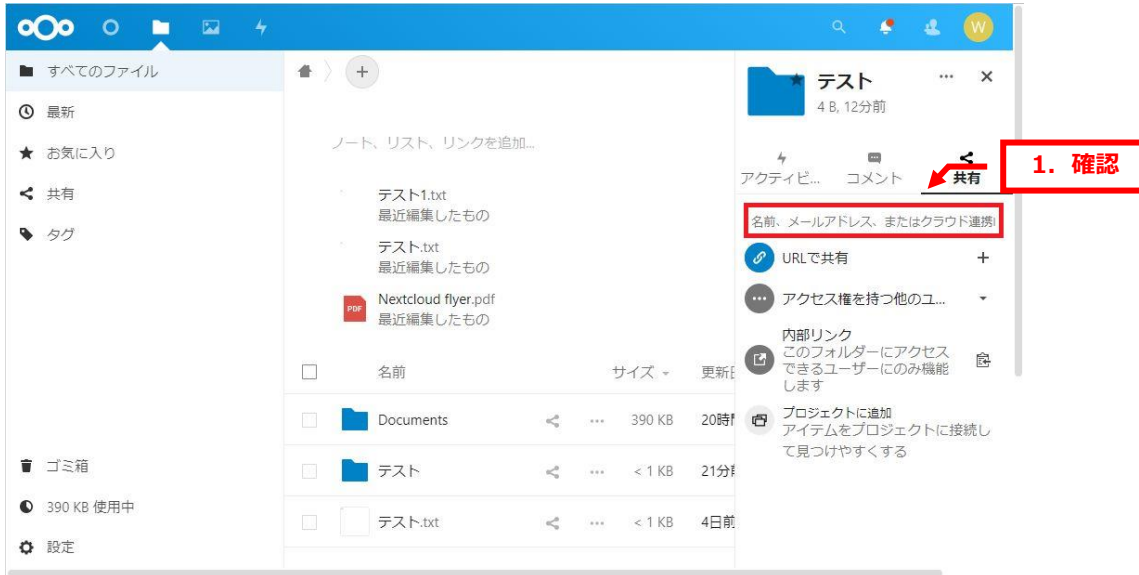 W
すべてのファイル
最新
お気に入り
共有
タグ
ゴミ箱
390 KB 使用中
設定
ノート、リスト、リンクを追加...
テスト1.txt
最近編集したもの
テスト.txt
最近編集したもの
PDF
Nextcloud flyer.pdf
最近編集したもの
名前 サイズ 更新日
Documents 390 KB 20時
テスト < 1 KB 21分前
テスト.txt < 1 KB 4日前
テスト
4 B, 12分前
アクティビ... コメント 共有
1. 確認
名前、メールアドレス、またはクラウド連携
URLで共有
アクセス権を持つ他のユ...
内部リンク
このフォルダーにアクセス
できるユーザーにのみ機能
します
プロジェクトに追加
アイテムをプロジェクトに接続し
て見つけやすくする